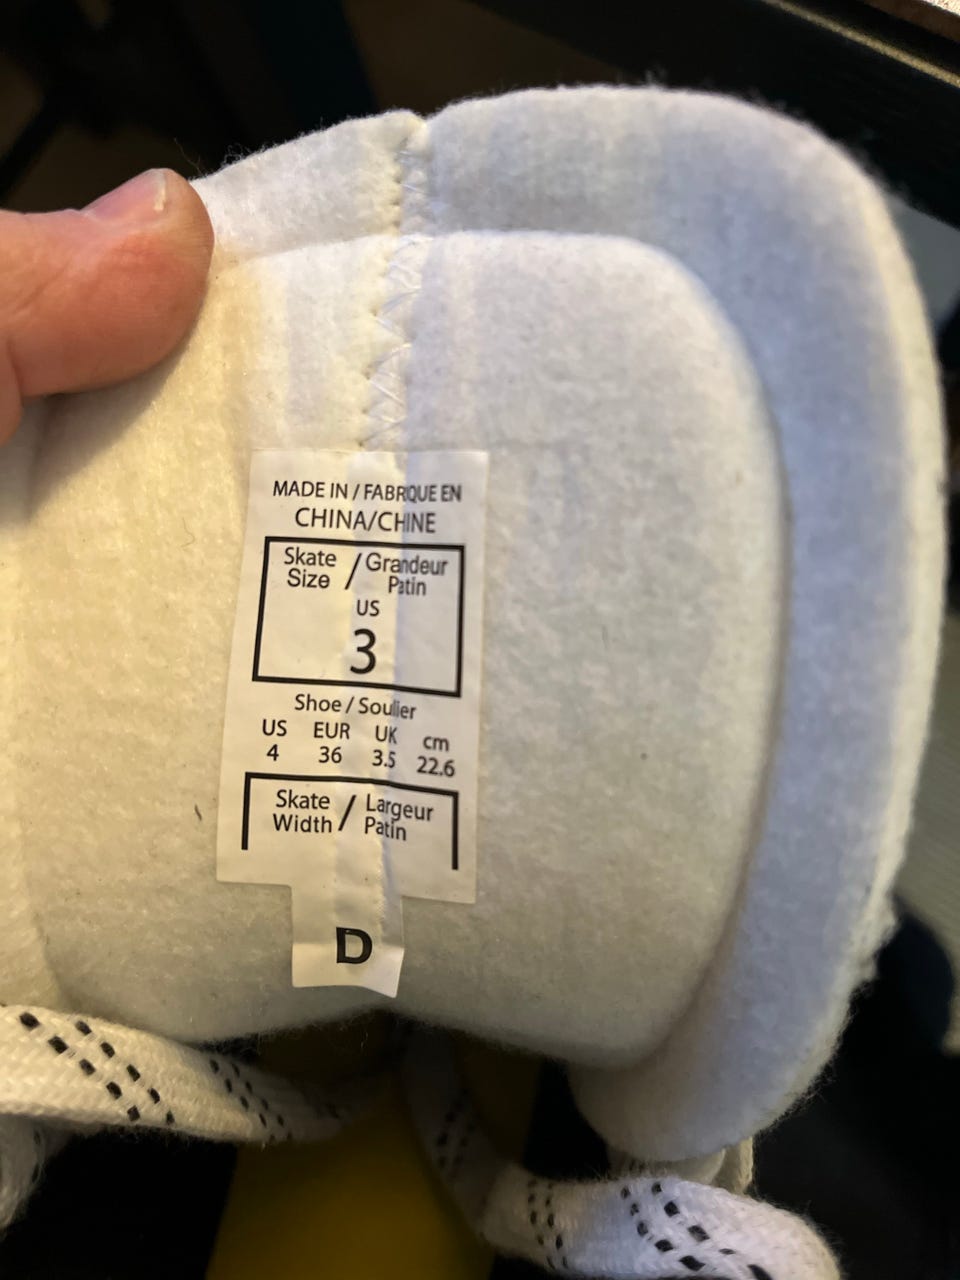 MADE IN / FABRIQUE EN
CHINA/CHINE
Skate / Grandeur
Size Patin
US
3
Shoe / Soulier
US EUR UK cm
4 36 3.5 22.6
Skate / Largeur
Width Patin
D